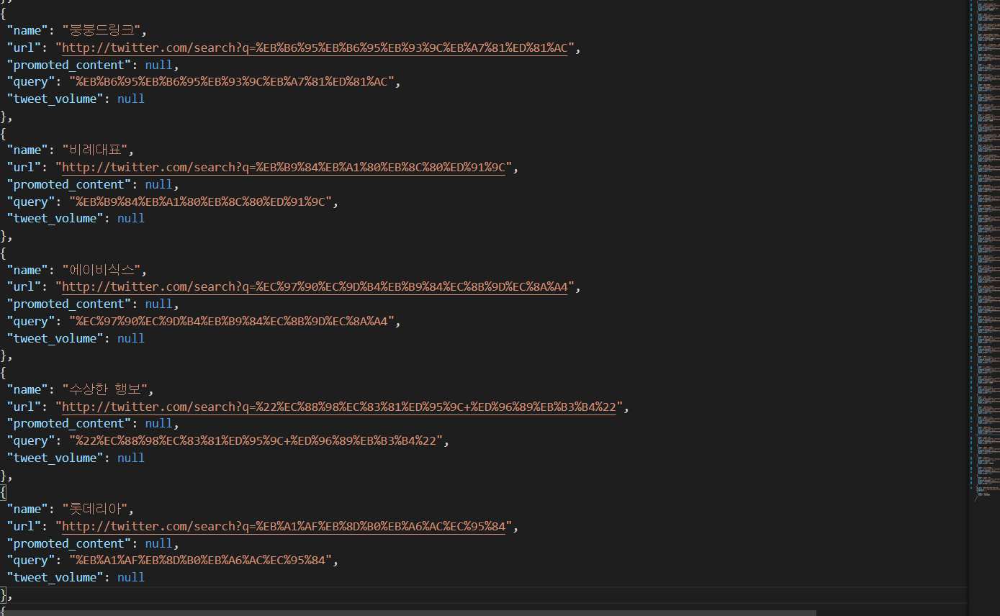 },
{
"name": "붕붕드링크",
"url": "http://twitter.com/search?q=%EB%B6%95%EB%B6%95%EB%93%9C%EB%A7%81%ED%81%AC",
"promoted_content": null,
"query": "%EB%B6%95%EB%B6%95%EB%93%9C%EB%A7%81%ED%81%AC",
"tweet_volume": null
},
{
"name": "비례대표",
"url": "http://twitter.com/search?q=%EB%B9%84%EB%A1%80%EB%8C%80%ED%91%9C",
"promoted_content": null,
"query": "%EB%B9%84%EB%A1%80%EB%8C%80%ED%91%9C",
"tweet_volume": null
},
{
"name": "에이비식스",
"url": "http://twitter.com/search?q=%EC%97%90%EC%9D%B4%EB%B9%84%EC%8B%9D%EC%8A%A4",
"promoted_content": null,
"query": "%EC%97%90%EC%9D%B4%EB%B9%84%EC%8B%9D%EC%8A%A4",
"tweet_volume": null
},
{
"name": "수상한 행보",
"url": "http://twitter.com/search?q=%22%EC%88%98%EC%83%81%ED%95%9C+%ED%96%89%EB%B3%B4%22",
"promoted_content": null,
"query": "%22%EC%88%98%EC%83%81%ED%95%9C+%ED%96%89%EB%B3%B4%22",
"tweet_volume": null
},
{
"name": "롯데리아",
"url": "http://twitter.com/search?q=%EB%A1%AF%EB%8D%B0%EB%A6%AC%EC%95%84",
"promoted_content": null,
"query": "%EB%A1%AF%EB%8D%B0%EB%A6%AC%EC%95%84",
"tweet_volume": null
},
{